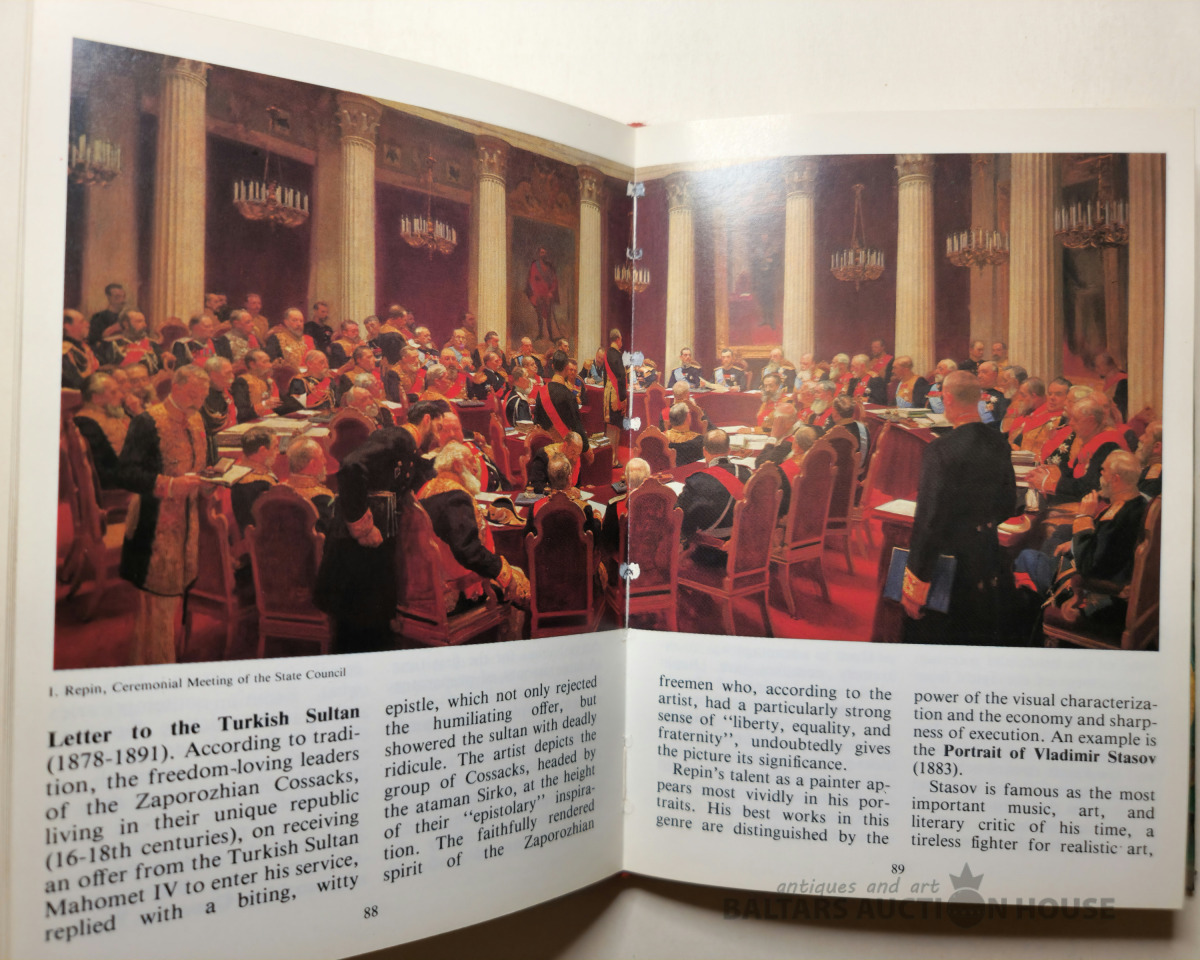 I. Repin, Ceremonial Meeting of the State Council
Letter to the Turkish Sultan
(1878-1891). According to tradi-
tion, the freedom-loving leaders
of the Zaporozhian Cossacks,
living in their unique republic
(16-18th centuries), on receiving
an offer from the Turkish Sultan
Mahomet IV to enter his service,
replied with a biting, witty
epistle, which not only rejected
the humiliating offer, but
showered the sultan with deadly
ridicule. The artist depicts the
group of Cossacks, headed by
the ataman Sirko, at the height
of their “epistolary” inspira-
tion. The faithfully rendered
spirit of the Zaporozhian
88
freemen who, according to the
artist, had a particularly strong
sense of “liberty, equality, and
fraternity”, undoubtedly gives
the picture its significance.
Repin's talent as a painter ap-
pears most vividly in his por-
traits. His best works in this
genre are distinguished by the
power of the visual characteriza-
tion and the economy and sharp-
ness of execution. An example is
the Portrait of Vladimir Stasov
(1883).
Stasov is famous as the most
important music, art, and
literary critic of his time, a
tireless fighter for realistic art,
89
antiques and art
BALTARS AUCTION HOUSE